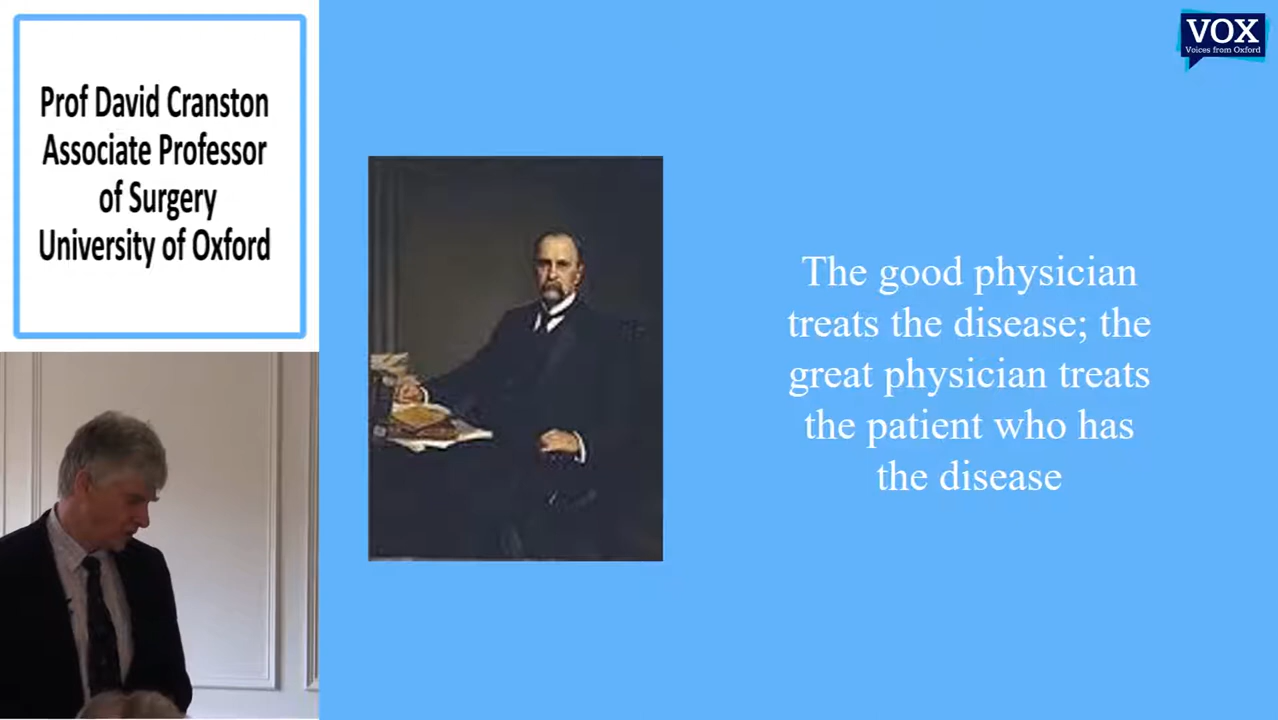 Prof David Cranston
Associate Professor
of Surgery
University of Oxford
VOX
Voices from Oxford
The good physician
treats the disease; the
great physician treats
the patient who has
the disease